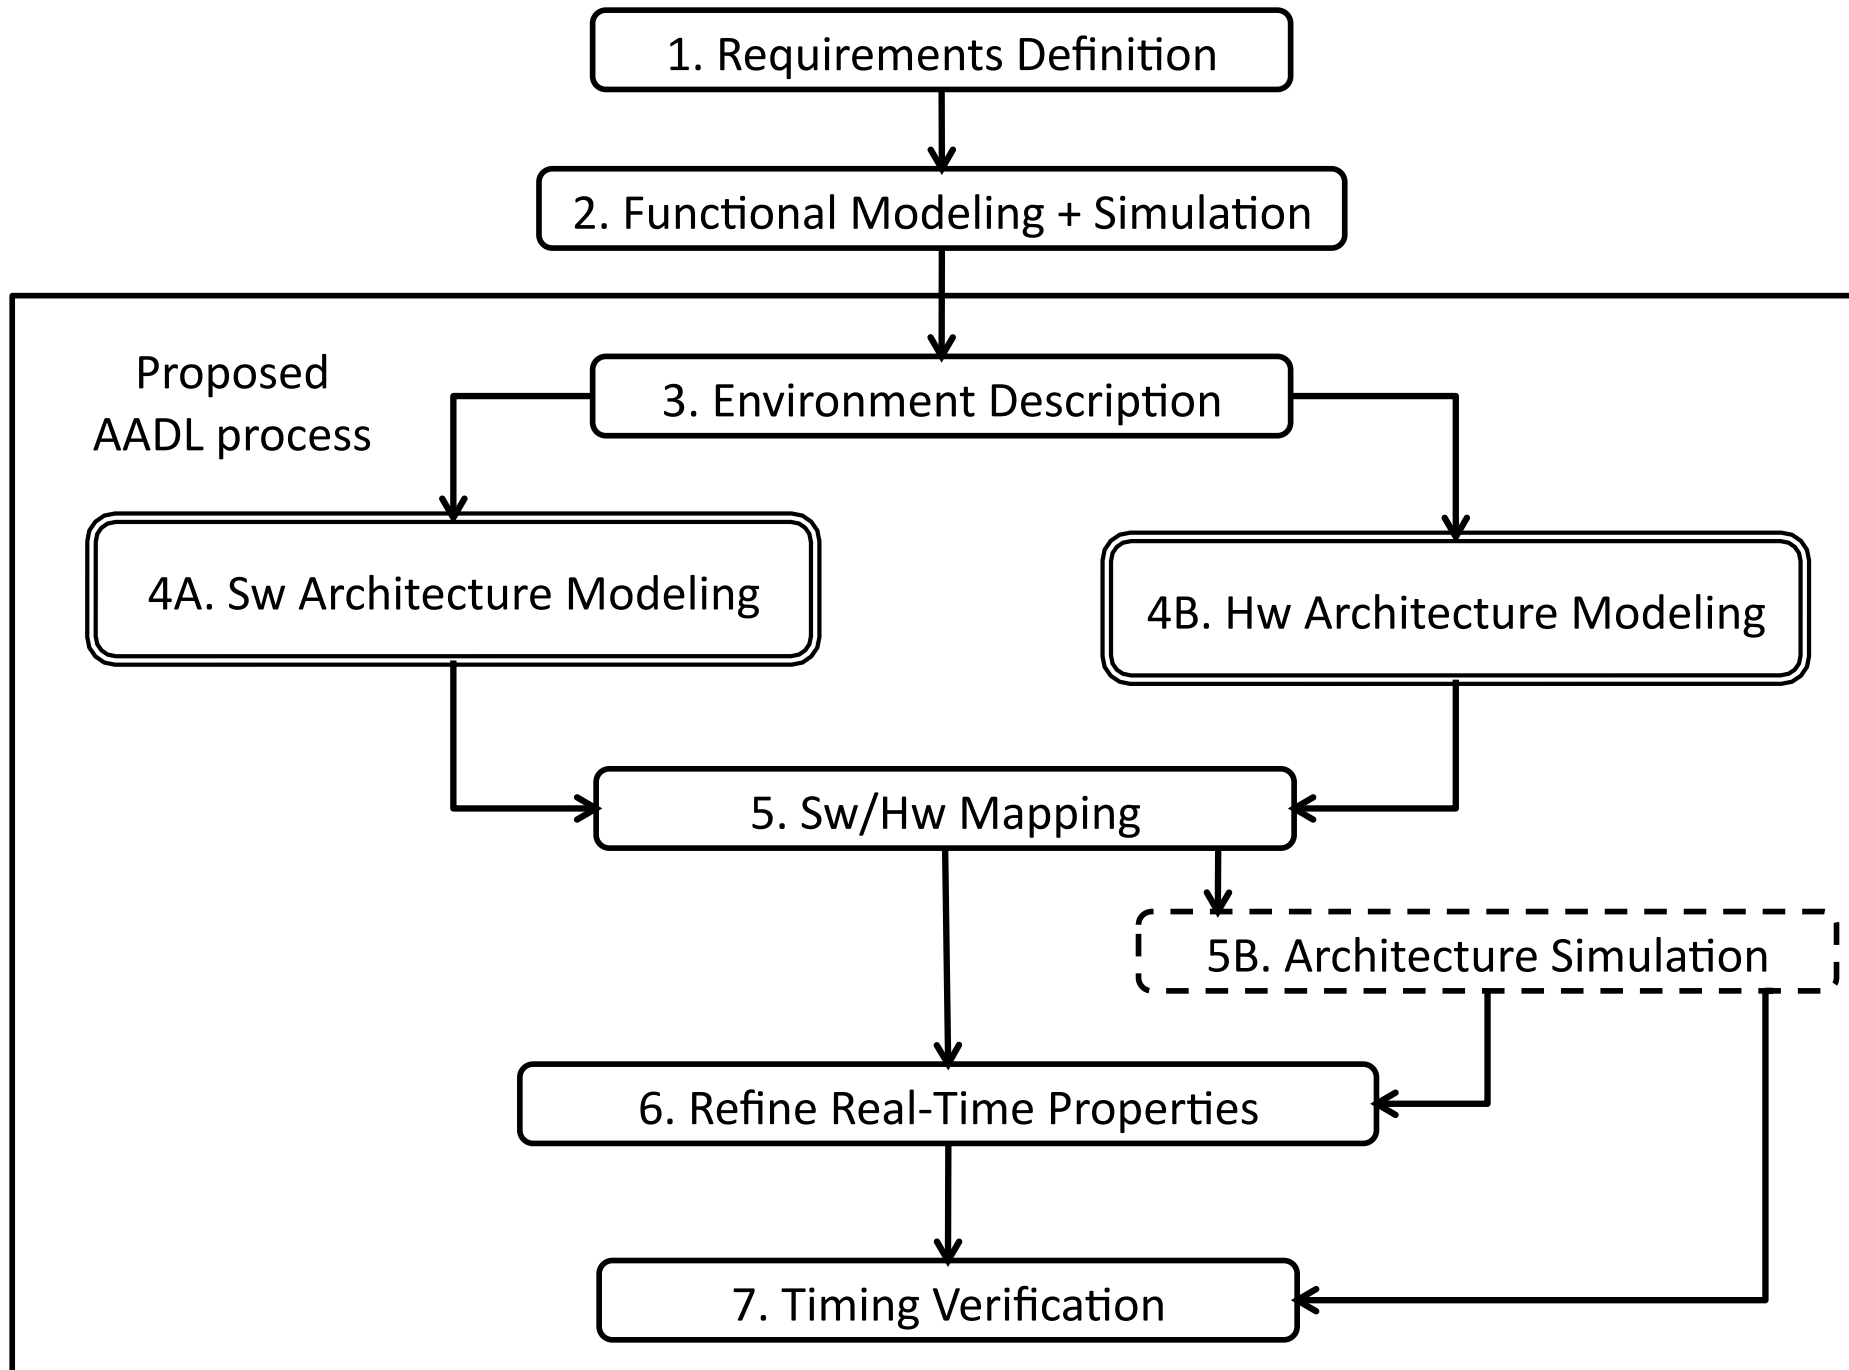 1. Requirements Definition
2. Functional Modeling + Simulation
Proposed
AADL process
3. Environment Description
4A. Sw Architecture Modeling
4B. Hw Architecture Modeling
5. Sw/Hw Mapping
5B. Architecture Simulation
6. Refine Real-Time Properties
7. Timing Verification